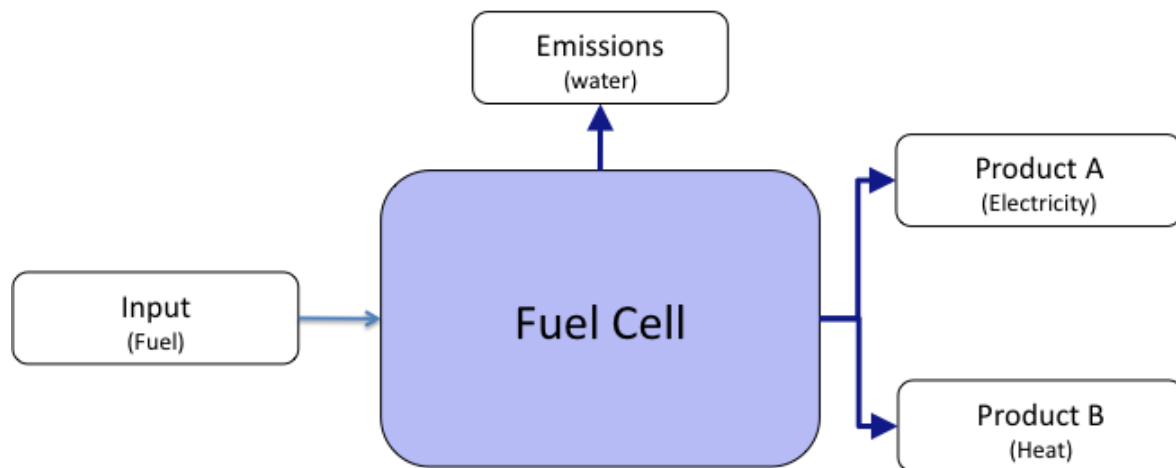 Emissions
(water)
Product A
(Electricity)
Input
(Fuel)
Fuel Cell
Product B
(Heat)